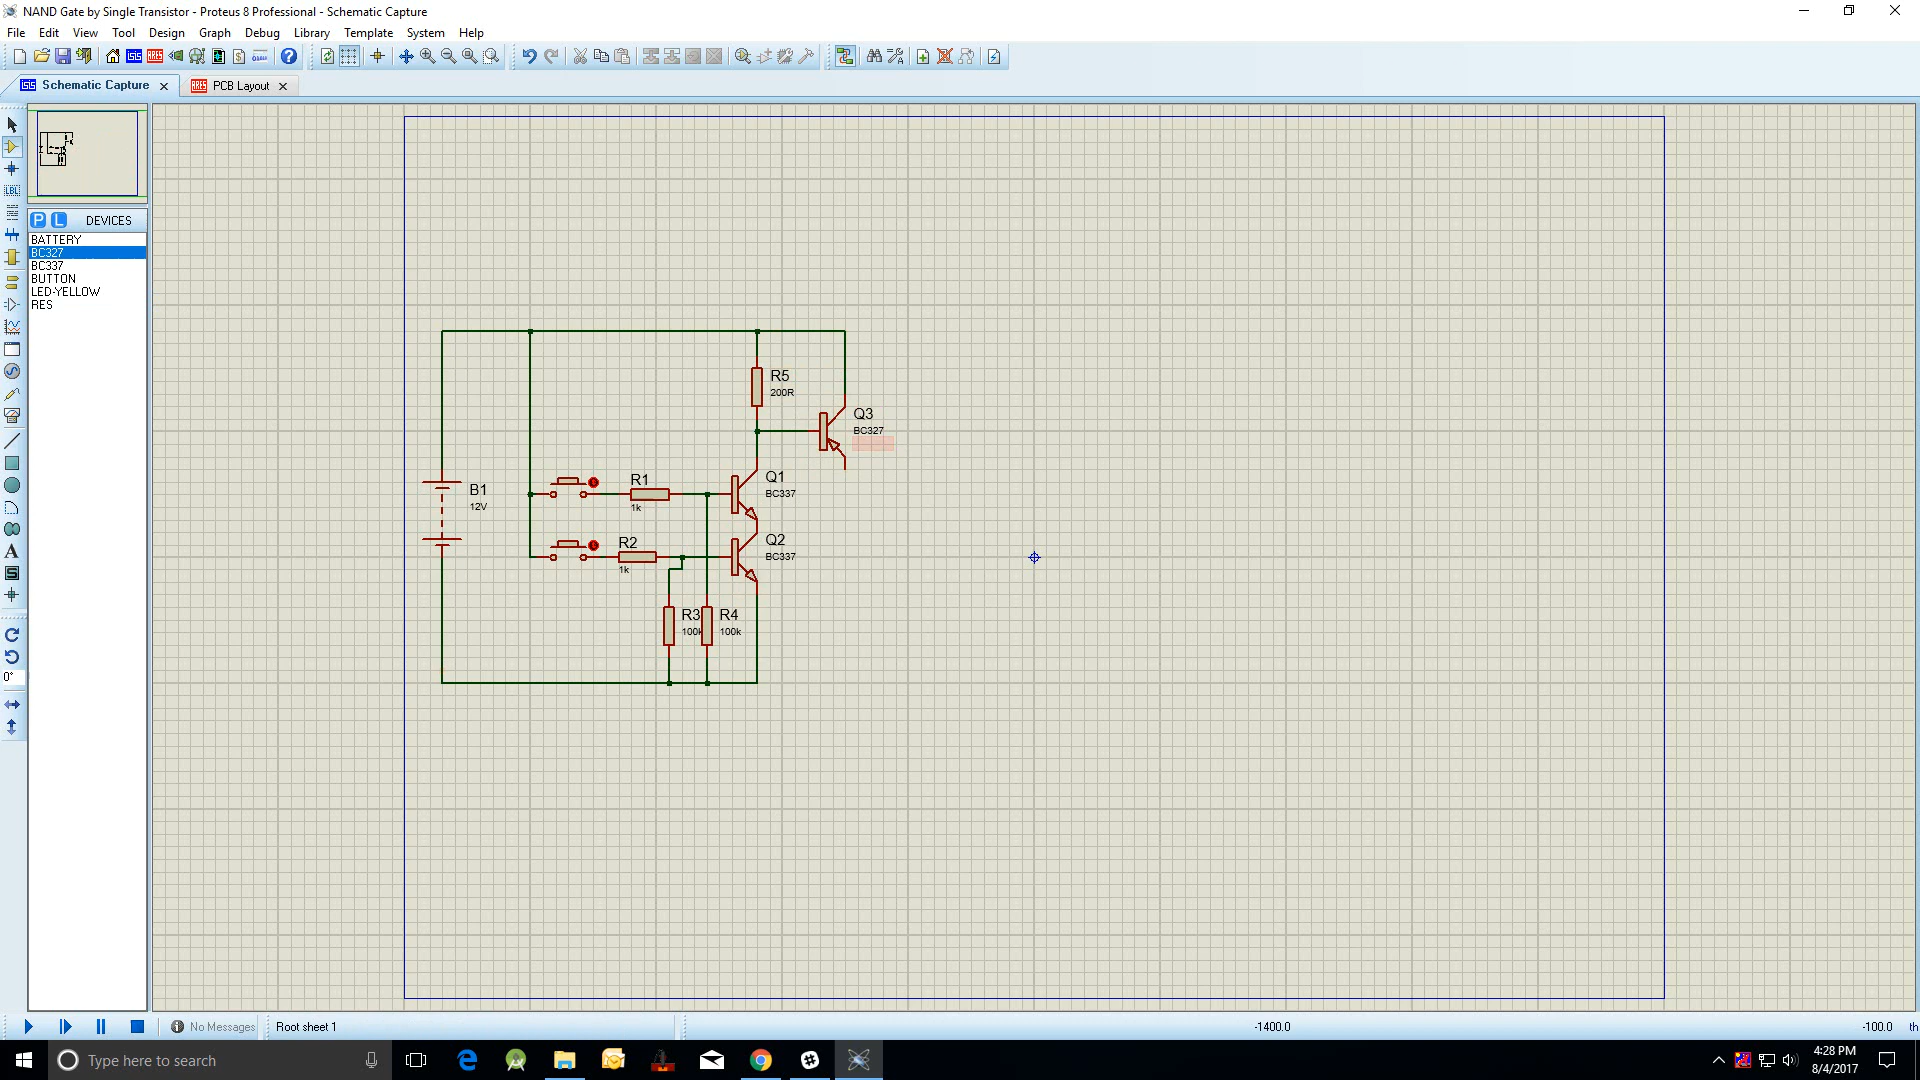 NAND Gate by Single Transistor - Proteus 8 Professional - Schematic Capture
File Edit View Tool Design Graph Debug Library Template System Help
Schematic Capture
PCB Layout
P L DEVICES
BATTERY
BC327
BC337
BUTTON
LED-YELLOW
RES
LBL
A
S
0°
R5
200R
Q3
BC327
B1
12V
R1
1k
Q1
BC337
R2
1k
Q2
BC337
R3
100k
R4
100k
No Messages
Root sheet 1
-1400.0
-100.0
th
Type here to search
4:28 PM
8/4/2017